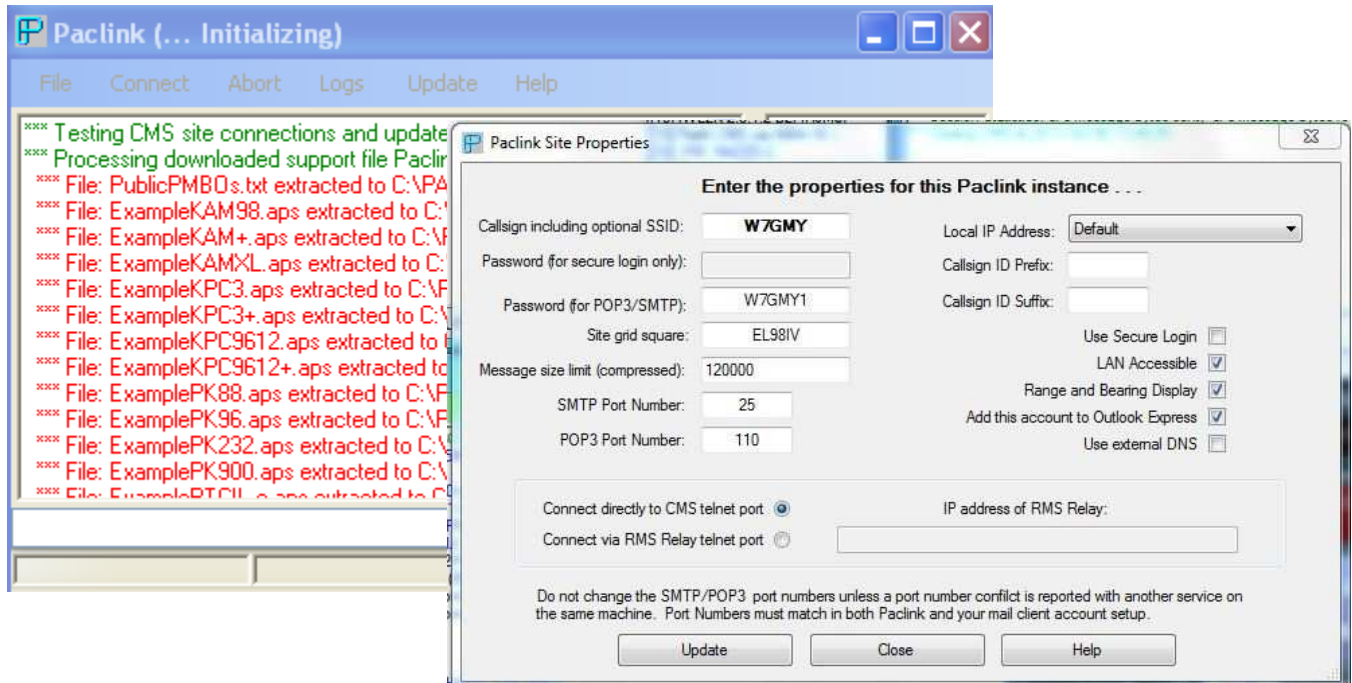 Paclink (... Initializing)
File Connect Abort Logs Update Help
*** Testing CMS site connections and update
*** Processing downloaded support file Paclin
*** File: PublicPMBOs.txt extracted to C:\PA
*** File: ExampleKAM98.aps extracted to C:\
*** File: ExampleKAM+.aps extracted to C:\F
*** File: ExampleKAMXL.aps extracted to C:
*** File: ExampleKPC3.aps extracted to C:\F
*** File: ExampleKPC3+.aps extracted to C:\
*** File: ExampleKPC9612.aps extracted to
*** File: ExampleKPC9612+.aps extracted to
*** File: ExamplePK88.aps extracted to C:\F
*** File: ExamplePK96.aps extracted to C:\F
*** File: ExamplePK232.aps extracted to C:\
*** File: ExamplePK900.aps extracted to C:\
Paclink Site Properties
Enter the properties for this Paclink instance . . .
Callsign including optional SSID: W7GMY
Password (for secure login only):
Password (for POP3/SMTP): W7GMY1
Site grid square: EL98IV
Message size limit (compressed): 120000
SMTP Port Number: 25
POP3 Port Number: 110
Local IP Address: Default
Callsign ID Prefix:
Callsign ID Suffix:
Use Secure Login
LAN Accessible
Range and Bearing Display
Add this account to Outlook Express
Use external DNS
Connect directly to CMS telnet port
Connect via RMS Relay telnet port
IP address of RMS Relay:
Do not change the SMTP/POP3 port numbers unless a port number confilct is reported with another service on
the same machine. Port Numbers must match in both Paclink and your mail client account setup.
Update Close Help